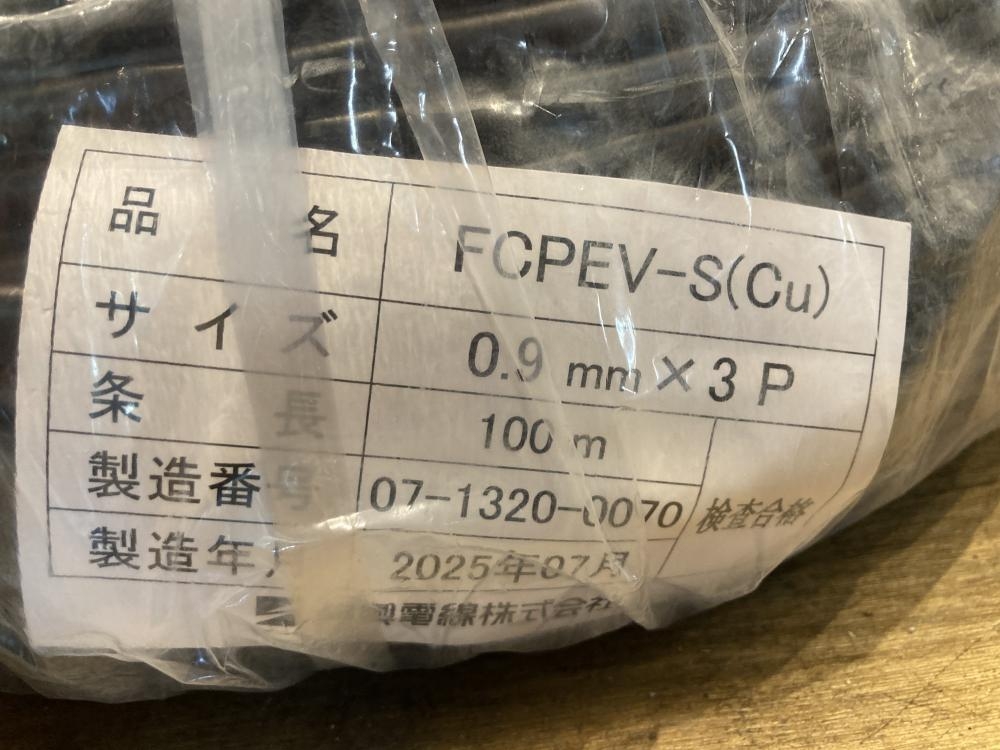 品名 FCPEV-S(Cu)
サイズ 0.9 mm × 3 P
条長 100 m
製造番号 07-1320-0070
検査合格
製造年月 2025年07月
興電線株式会社